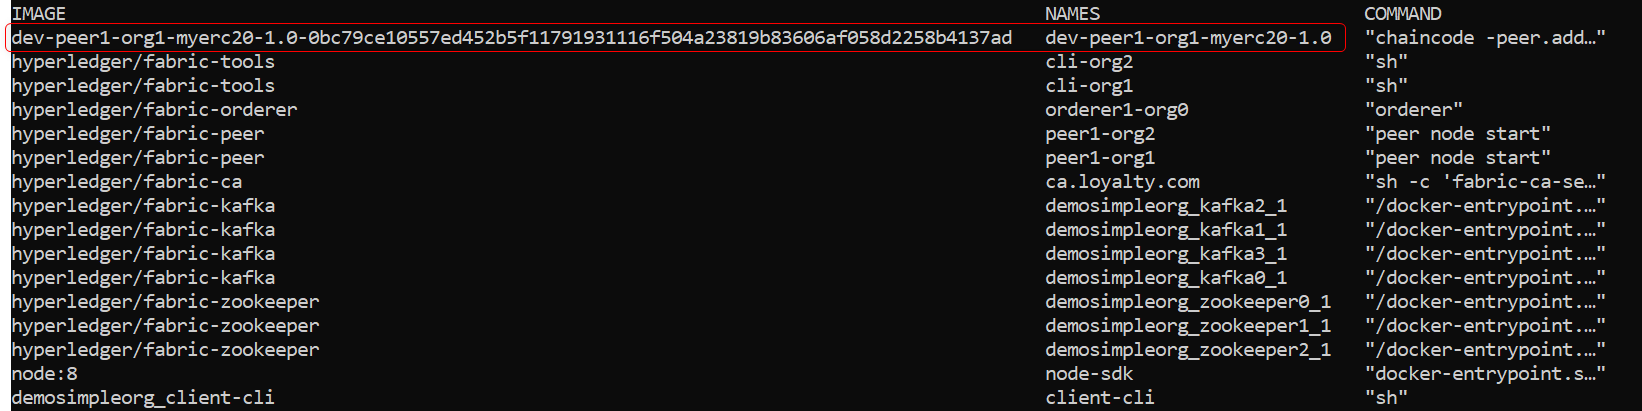 IMAGE NAMES COMMAND
dev-peer1-org1-myerc20-1.0-0bc79ce10557ed452b5f11791931116f504a23819b83606af058d2258b4137ad dev-peer1-org1-myerc20-1.0 "chaincode -peer.add…"
hyperledger/fabric-tools cli-org2 "sh"
hyperledger/fabric-tools cli-org1 "sh"
hyperledger/fabric-orderer orderer1-org0 "orderer"
hyperledger/fabric-peer peer1-org2 "peer node start"
hyperledger/fabric-peer peer1-org1 "peer node start"
hyperledger/fabric-ca ca.loyalty.com "sh -c 'fabric-ca-se…"
hyperledger/fabric-kafka demosimpleorg_kafka2_1 "/docker-entrypoint.…"
hyperledger/fabric-kafka demosimpleorg_kafka1_1 "/docker-entrypoint.…"
hyperledger/fabric-kafka demosimpleorg_kafka3_1 "/docker-entrypoint.…"
hyperledger/fabric-kafka demosimpleorg_kafka0_1 "/docker-entrypoint.…"
hyperledger/fabric-zookeeper demosimpleorg_zookeeper0_1 "/docker-entrypoint.…"
hyperledger/fabric-zookeeper demosimpleorg_zookeeper1_1 "/docker-entrypoint.…"
hyperledger/fabric-zookeeper demosimpleorg_zookeeper2_1 "/docker-entrypoint.…"
node:8 node-sdk "docker-entrypoint.s…"
demosimpleorg_client-cli client-cli "sh"